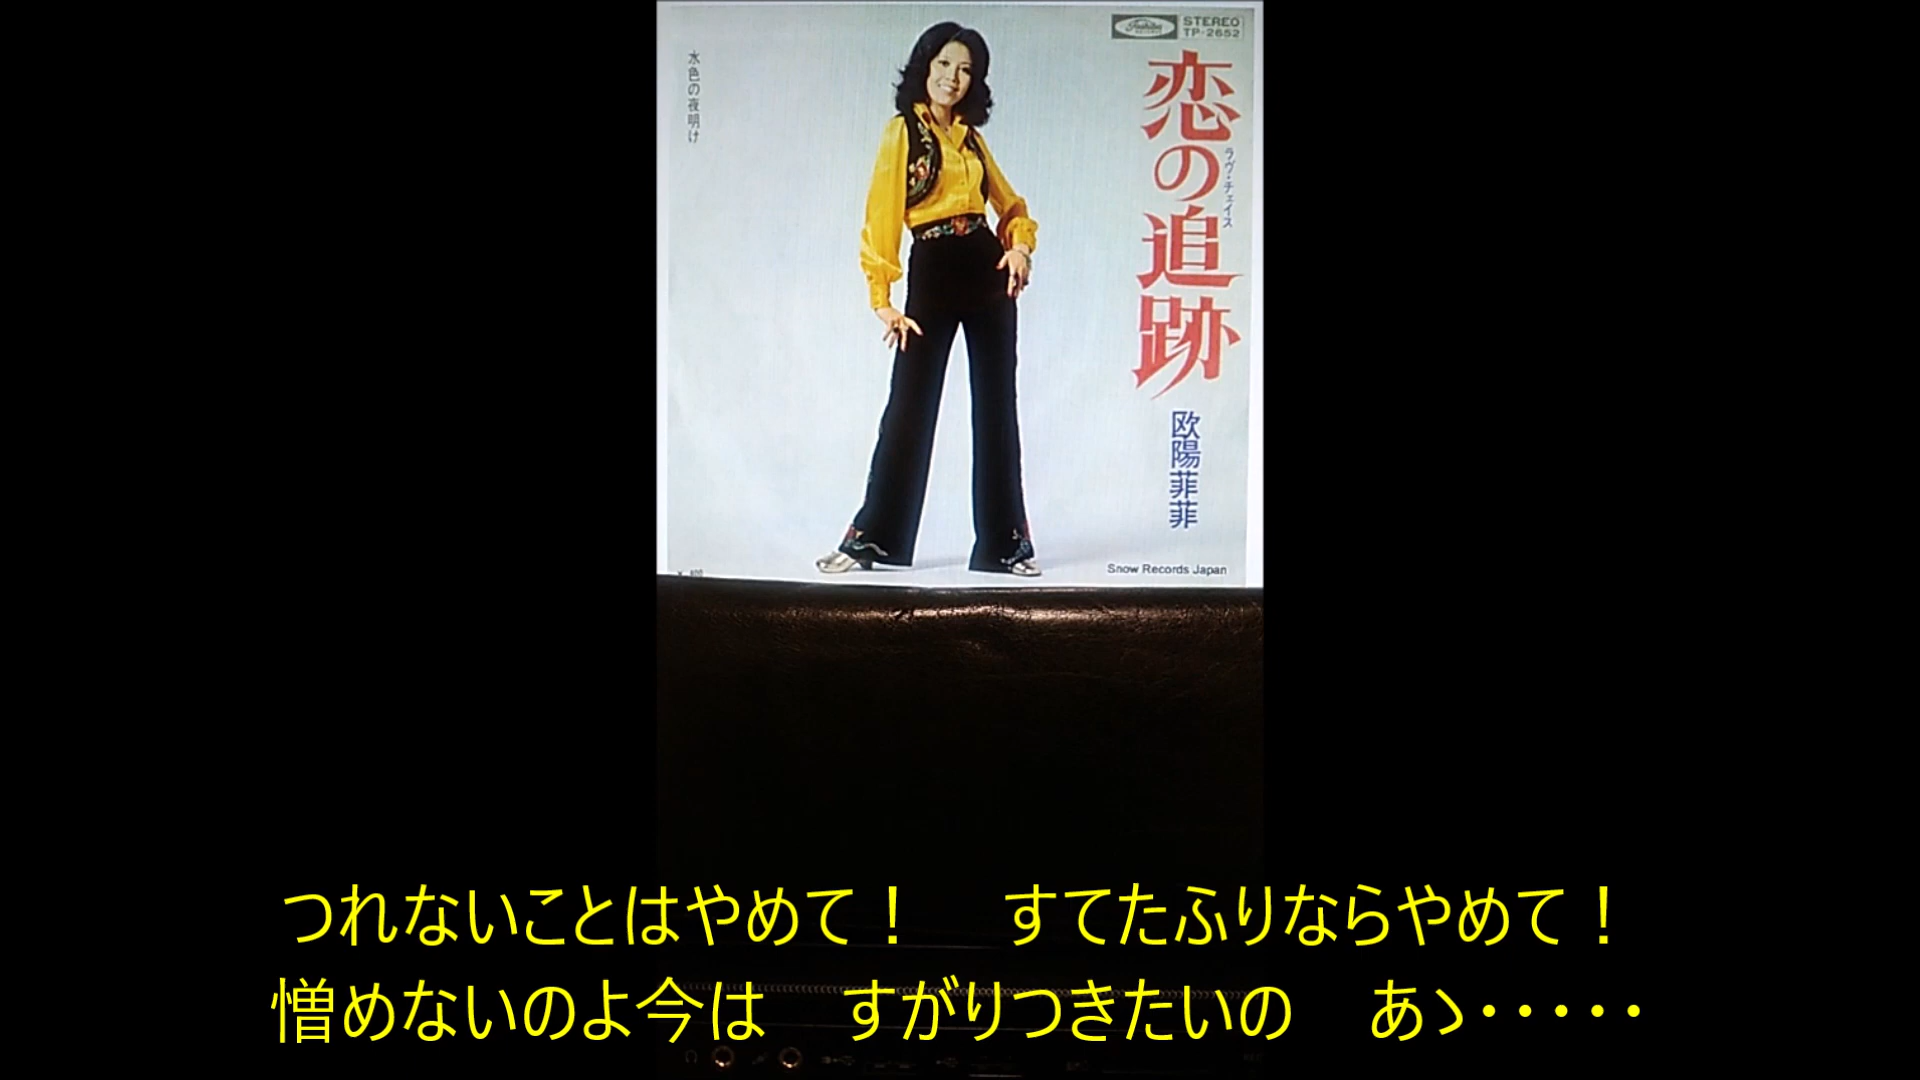 水色の夜明け
STEREO
TP-2652
恋の追跡
ラヴ・チェイス
欧陽菲菲
Snow Records Japan
つれないことはやめて！　すてたふりならやめて！
憎めないのよ今は　すがりつきたいの　あゝ・・・・・